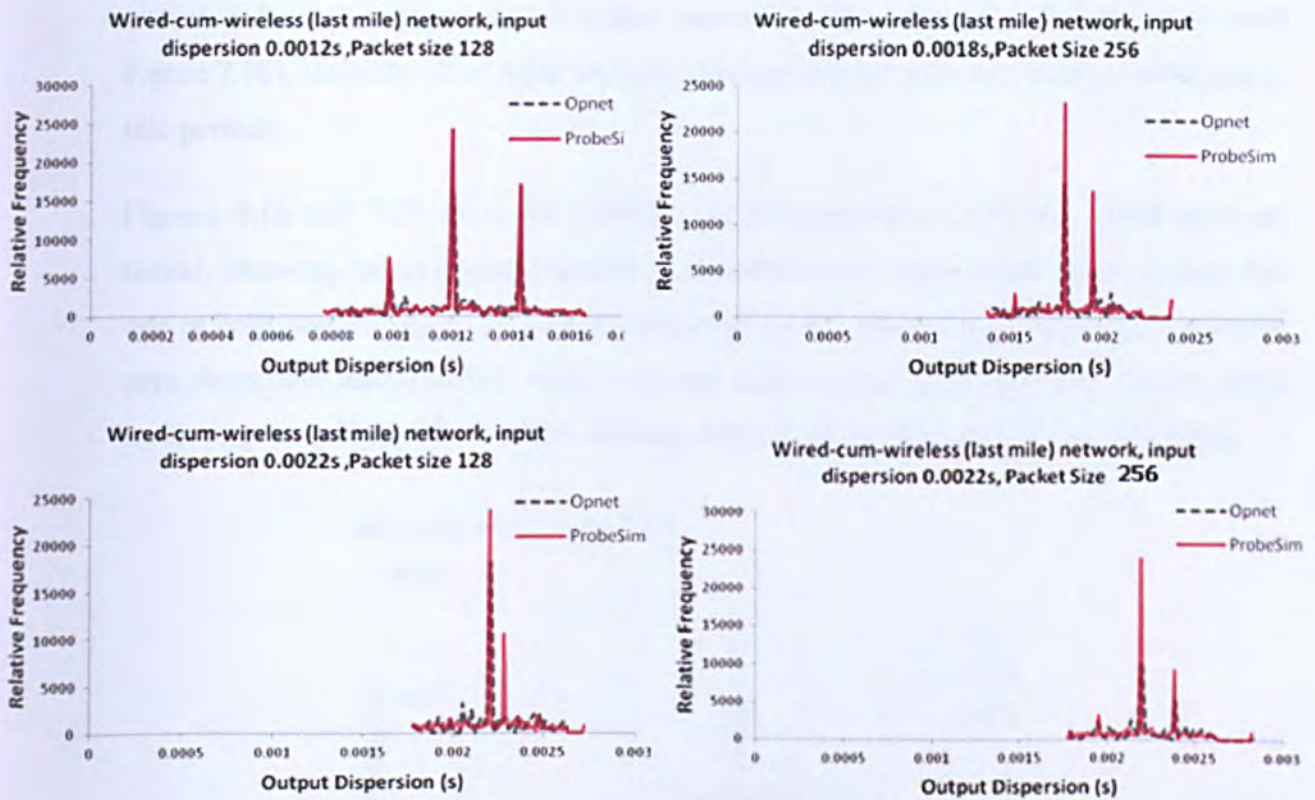 Wired-cum-wireless (last mile) network, input
dispersion 0.0012s ,Packet size 128
30000
25000
20000
15000
10000
5000
0
Relative Frequency
Opnet
ProbeSi
0 0.0002 0.0004 0.0006 0.0008 0.001 0.0012 0.0014 0.0016 0.0
Output Dispersion (s)
Wired-cum-wireless (last mile) network, input
dispersion 0.0018s,Packet Size 256
25000
20000
15000
10000
5000
0
Relative Frequency
Opnet
ProbeSim
0 0.0005 0.001 0.0015 0.002 0.0025 0.003
Output Dispersion (s)
Wired-cum-wireless (last mile) network, input
dispersion 0.0022s ,Packet size 128
25000
20000
15000
10000
5000
0
Relative Frequency
Opnet
ProbeSim
0 0.0005 0.001 0.0015 0.002 0.0025 0.003
Output Dispersion (s)
Wired-cum-wireless (last mile) network, input
dispersion 0.0022s, Packet Size 256
30000
25000
20000
15000
10000
5000
0
Relative Frequency
Opnet
ProbeSim
0 0.0005 0.001 0.0015 0.002 0.0025 0.003
Output Dispersion (s)